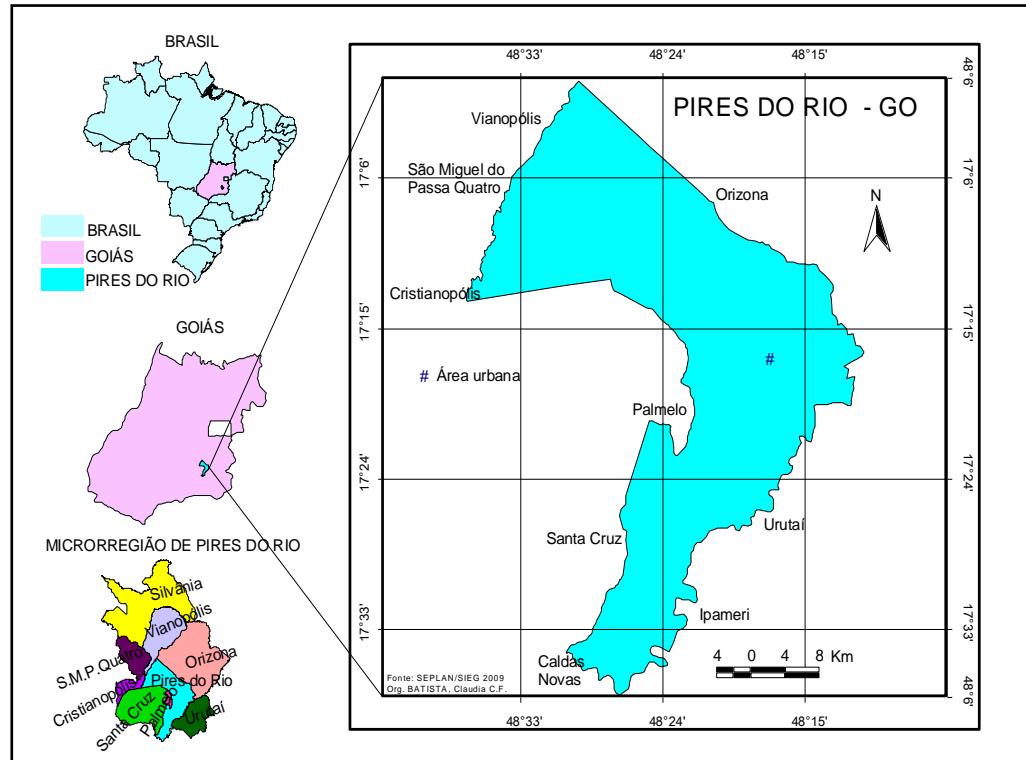 BRASIL
BRASIL
GOIÁS
PIRES DO RIO
GOIÁS
MICRORREGIÃO DE PIRES DO RIO
Silvânia
Vianopólis
S.M.P. Quatro
Orizona
Pires do Rio
Cristianopólis
Santa Cruz
Palmelo
Urutaí
48°33'
48°24'
48°15'
48°6'
PIRES DO RIO - GO
Vianopólis
17°6'
São Miguel do
Passa Quatro
17°6'
Orizona
N
Cristianopólis
17°15'
17°15'
# Área urbana
#
Palmelo
17°24'
17°24'
Santa Cruz
Urutaí
Ipameri
17°33'
17°33'
Caldas
Novas
4 0 4 8 Km
Fonte: SEPLAN/SIEG 2009
Org. BATISTA, Claudia C.F.
48°33'
48°24'
48°15'
48°6'